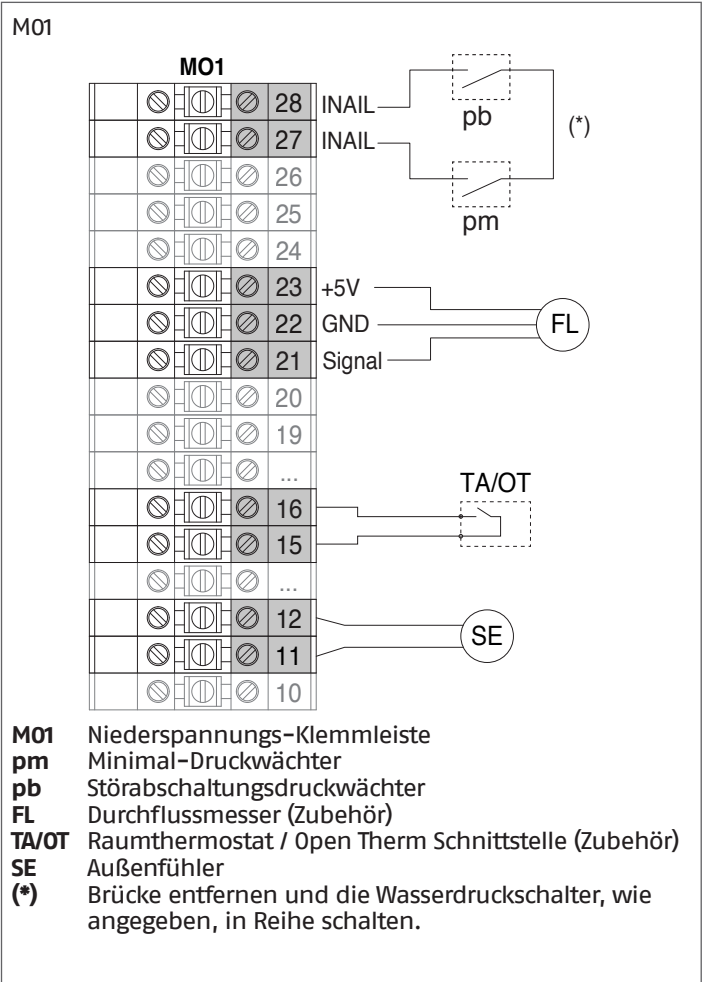 M01
MO1
28 INAIL
pb
(*)
27 INAIL
26
pm
25
24
23 +5V
22 GND
FL
21 Signal
20
19
...
TA/OT
16
15
...
12
SE
11
10
M01 Niederspannungs-Klemmleiste
pm Minimal-Druckwächter
pb Störabschaltungsdruckwächter
FL Durchflussmesser (Zubehör)
TA/OT Raumthermostat / Open Therm Schnittstelle (Zubehör)
SE Außenfühler
(*) Brücke entfernen und die Wasserdruckschalter, wie
angegeben, in Reihe schalten.